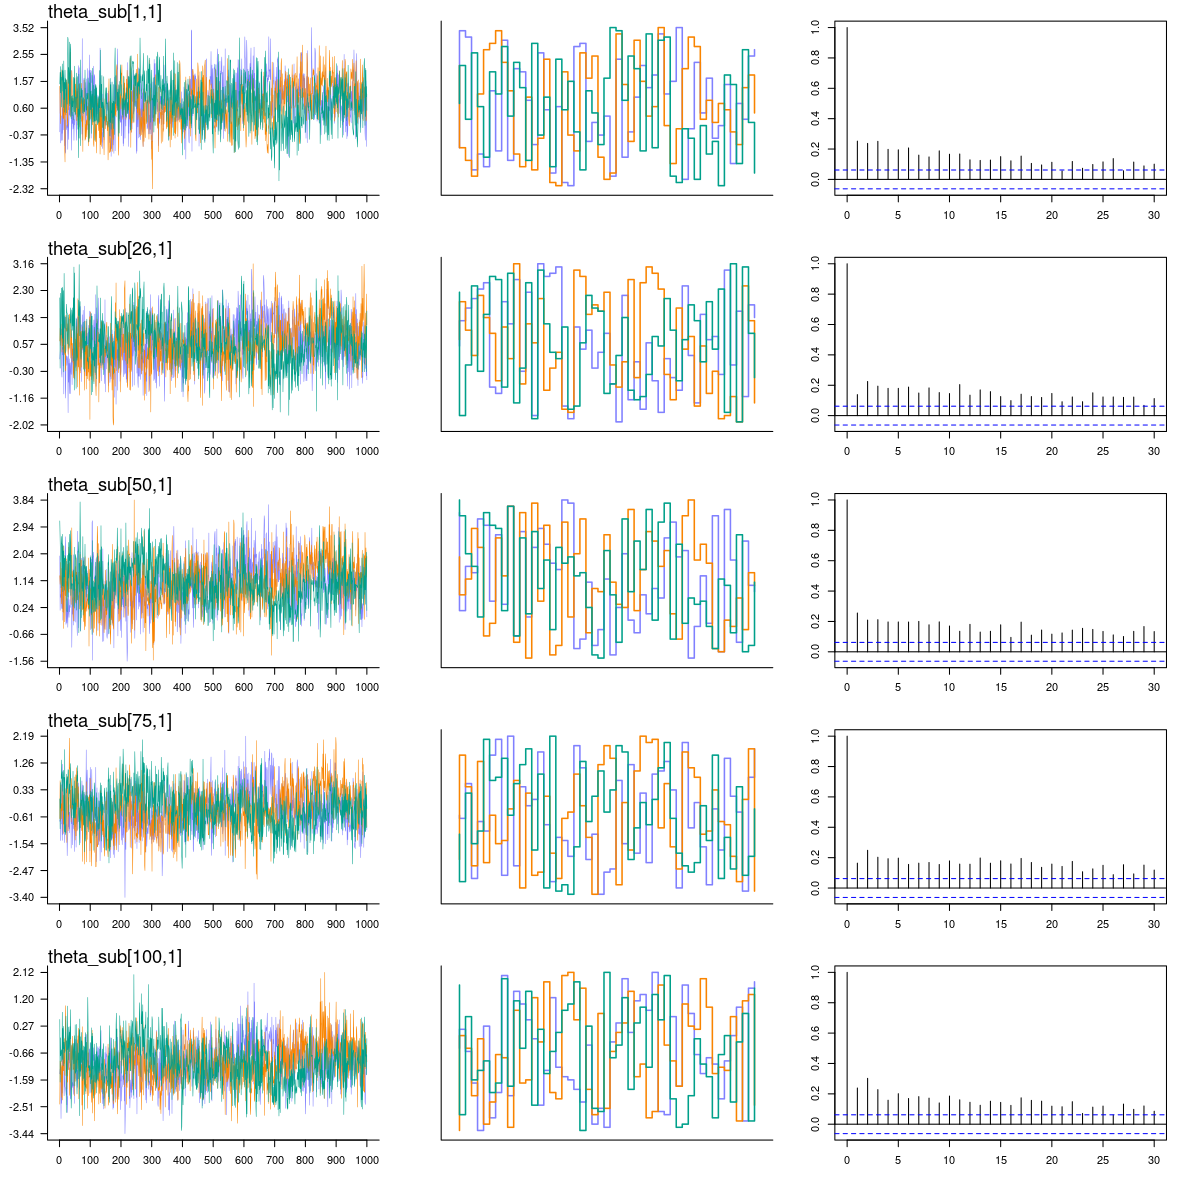 theta_sub[1,1]
3.52
2.55
1.57
0.60
-0.37
-1.35
-2.32
0 100 200 300 400 500 600 700 800 900 1000
0.0 0.2 0.4 0.6 0.8 1.0
0 5 10 15 20 25 30
theta_sub[26,1]
3.16
2.30
1.43
0.57
-0.30
-1.16
-2.02
0 100 200 300 400 500 600 700 800 900 1000
0.0 0.2 0.4 0.6 0.8 1.0
0 5 10 15 20 25 30
theta_sub[50,1]
3.84
2.94
2.04
1.14
0.24
-0.66
-1.56
0 100 200 300 400 500 600 700 800 900 1000
0.0 0.2 0.4 0.6 0.8 1.0
0 5 10 15 20 25 30
theta_sub[75,1]
2.19
1.26
0.33
-0.61
-1.54
-2.47
-3.40
0 100 200 300 400 500 600 700 800 900 1000
0.0 0.2 0.4 0.6 0.8 1.0
0 5 10 15 20 25 30
theta_sub[100,1]
2.12
1.20
0.27
-0.66
-1.59
-2.51
-3.44
0 100 200 300 400 500 600 700 800 900 1000
0.0 0.2 0.4 0.6 0.8 1.0
0 5 10 15 20 25 30